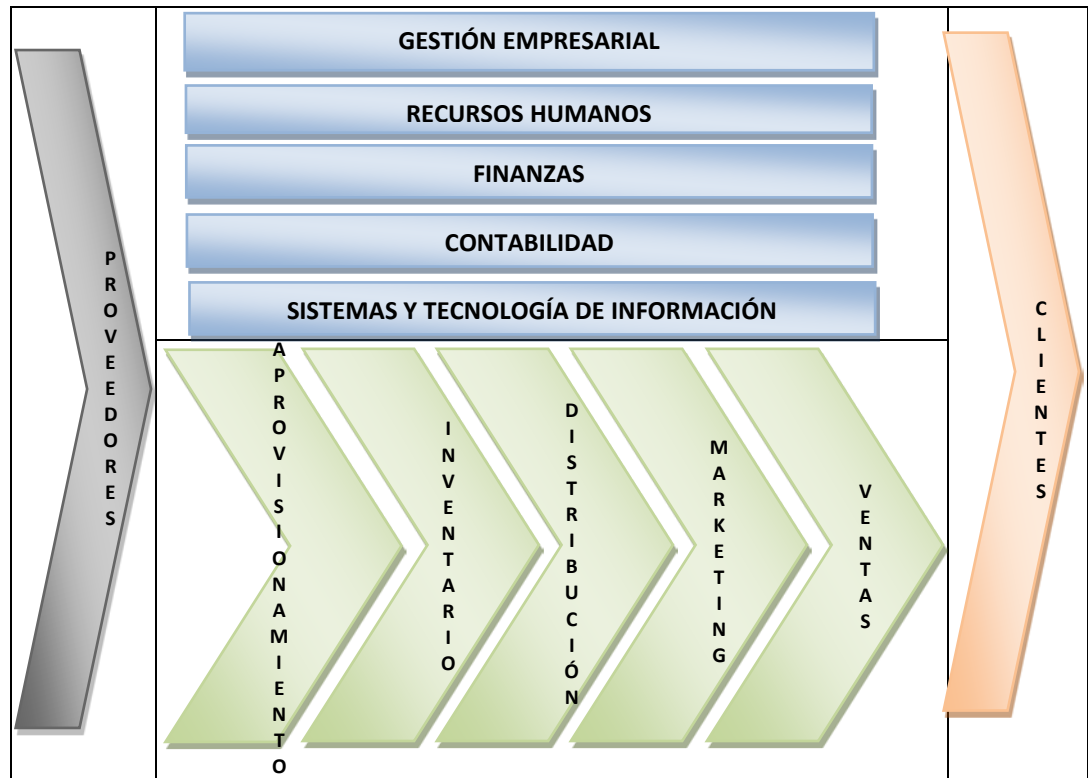 PROVEEDORES
GESTIÓN EMPRESARIAL
RECURSOS HUMANOS
FINANZAS
CONTABILIDAD
SISTEMAS Y TECNOLOGÍA DE INFORMACIÓN
APROVISIONAMIENTO
INVENTARIO
DISTRIBUCIÓN
MARKETING
VENTAS
CLIENTES